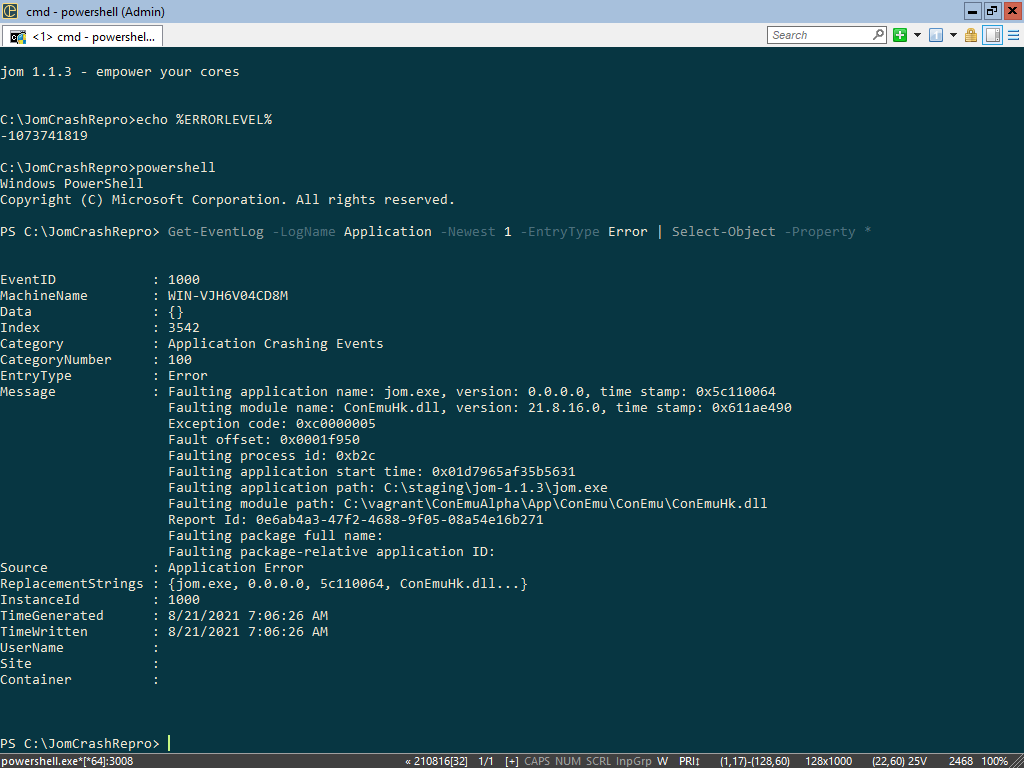 cmd - powershell (Admin)
<1> cmd - powershel...
Search
jom 1.1.3 - empower your cores
C:\JomCrashRepro>echo %ERRORLEVEL%
-1073741819
C:\JomCrashRepro>powershell
Windows PowerShell
Copyright (C) Microsoft Corporation. All rights reserved.
PS C:\JomCrashRepro> Get-EventLog -LogName Application -Newest 1 -EntryType Error | Select-Object -Property *
EventID            : 1000
MachineName        : WIN-VJH6V04CD8M
Data               : {}
Index              : 3542
Category           : Application Crashing Events
CategoryNumber     : 100
EntryType          : Error
Message            : Faulting application name: jom.exe, version: 0.0.0.0, time stamp: 0x5c110064
                     Faulting module name: ConEmuHk.dll, version: 21.8.16.0, time stamp: 0x611ae490
                     Exception code: 0xc0000005
                     Fault offset: 0x0001f950
                     Faulting process id: 0xb2c
                     Faulting application start time: 0x01d7965af35b5631
                     Faulting application path: C:\staging\jom-1.1.3\jom.exe
                     Faulting module path: C:\vagrant\ConEmuAlpha\App\ConEmu\ConEmu\ConEmuHk.dll
                     Report Id: 0e6ab4a3-47f2-4688-9f05-08a54e16b271
                     Faulting package full name:
                     Faulting package-relative application ID:
Source             : Application Error
ReplacementStrings : {jom.exe, 0.0.0.0, 5c110064, ConEmuHk.dll...}
InstanceId         : 1000
TimeGenerated      : 8/21/2021 7:06:26 AM
TimeWritten        : 8/21/2021 7:06:26 AM
UserName           :
Site               :
Container          :
PS C:\JomCrashRepro>
powershell.exe*[*64]:3008 « 210816[32] 1/1 [+] CAPS NUM SCRL InpGrp W PRI↕ (1,17)-(128,60) 128x1000 (22,60) 25V 2468 100%